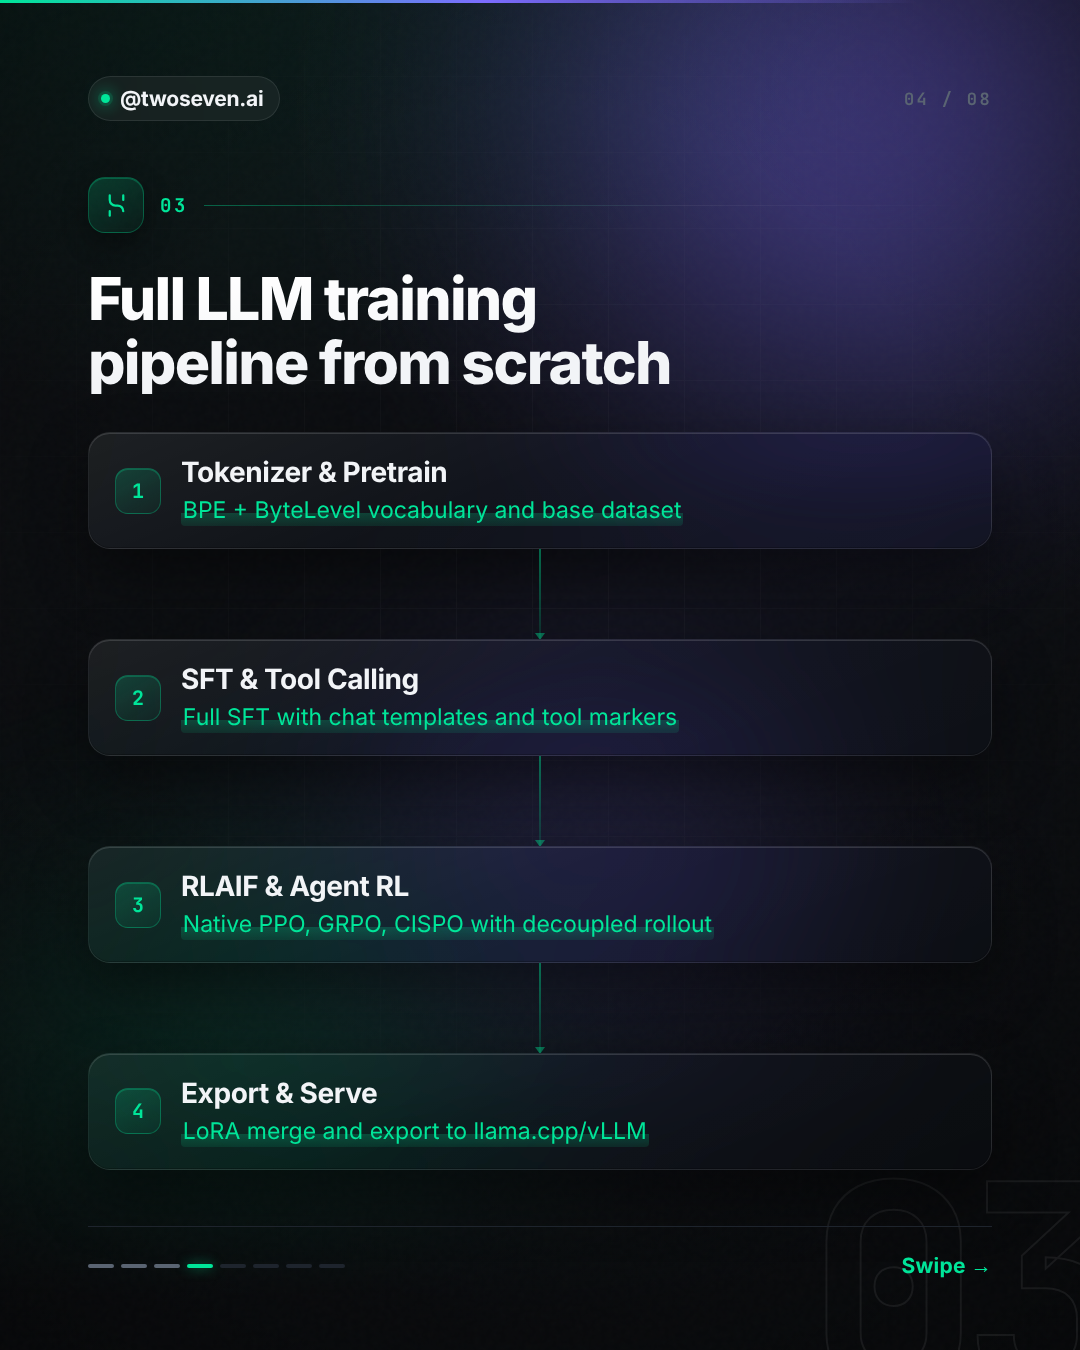 @twoseven.ai
04 / 08
03
Full LLM training
pipeline from scratch
1
Tokenizer & Pretrain
BPE + ByteLevel vocabulary and base dataset
2
SFT & Tool Calling
Full SFT with chat templates and tool markers
3
RLAIF & Agent RL
Native PPO, GRPO, CISPO with decoupled rollout
4
Export & Serve
LoRA merge and export to llama.cpp/vLLM
03
Swipe →